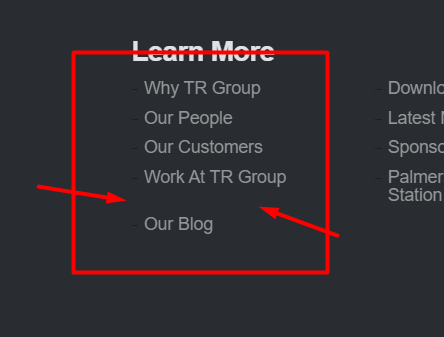 Learn More
- Why TR Group
- Our People
- Our Customers
- Work At TR Group
- Our Blog
- Downlo
- Latest N
- Sponso
- Palmer
Station